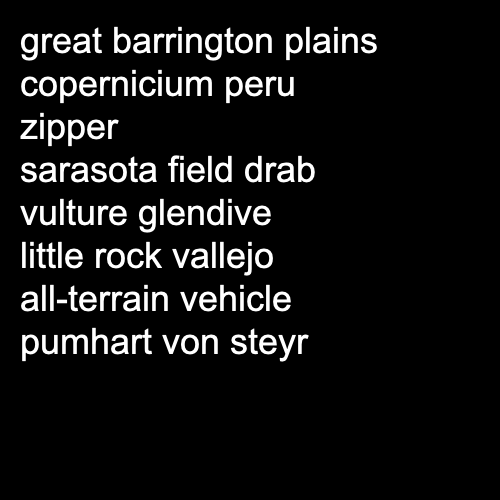 great barrington plains
copernicium peru
zipper
sarasota field drab
vulture glendive
little rock vallejo
all-terrain vehicle
pumhart von steyr